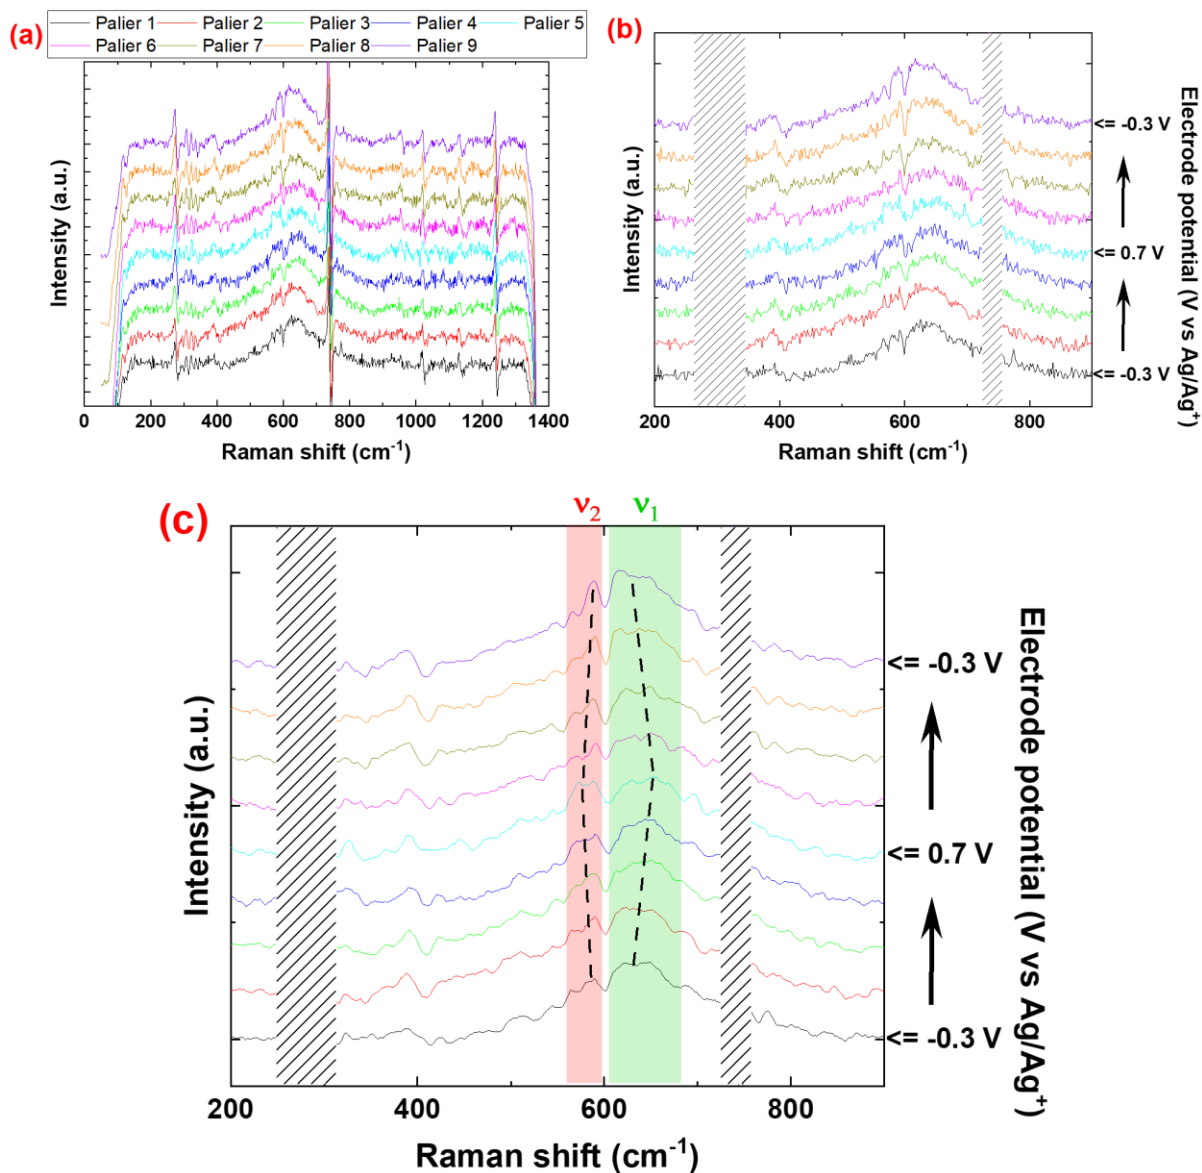 (a)
Palier 1 Palier 2 Palier 3 Palier 4 Palier 5
Palier 6 Palier 7 Palier 8 Palier 9
Intensity (a.u.)
0 200 400 600 800 1000 1200 1400
Raman shift (cm⁻¹)
(b)
Intensity (a.u.)
<= -0.3 V
<= 0.7 V
<= -0.3 V
Electrode potential (V vs Ag/Ag⁺)
200 400 600 800
Raman shift (cm⁻¹)
(c)
ν₂ ν₁
Intensity (a.u.)
<= -0.3 V
<= 0.7 V
<= -0.3 V
Electrode potential (V vs Ag/Ag⁺)
200 400 600 800
Raman shift (cm⁻¹)